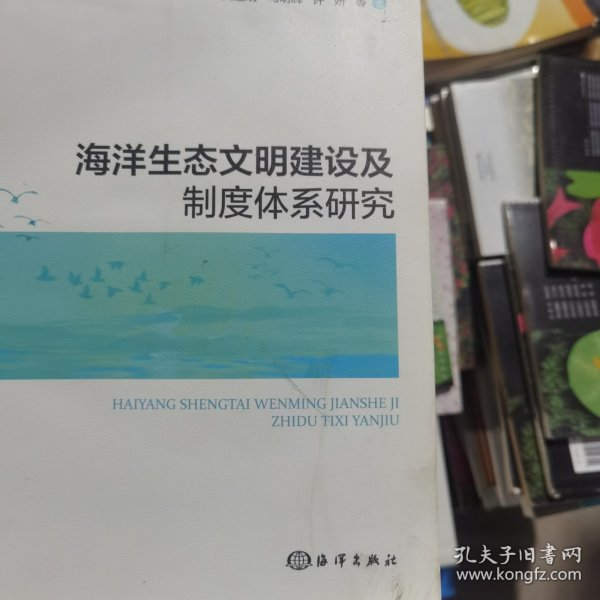 海洋生态文明建设及
制度体系研究
HAIYANG SHENGTAI WENMING JIANSHE JI
ZHIDU TIXI YANJIU
海洋出版社
孔夫子旧书网
www.kongfz.com